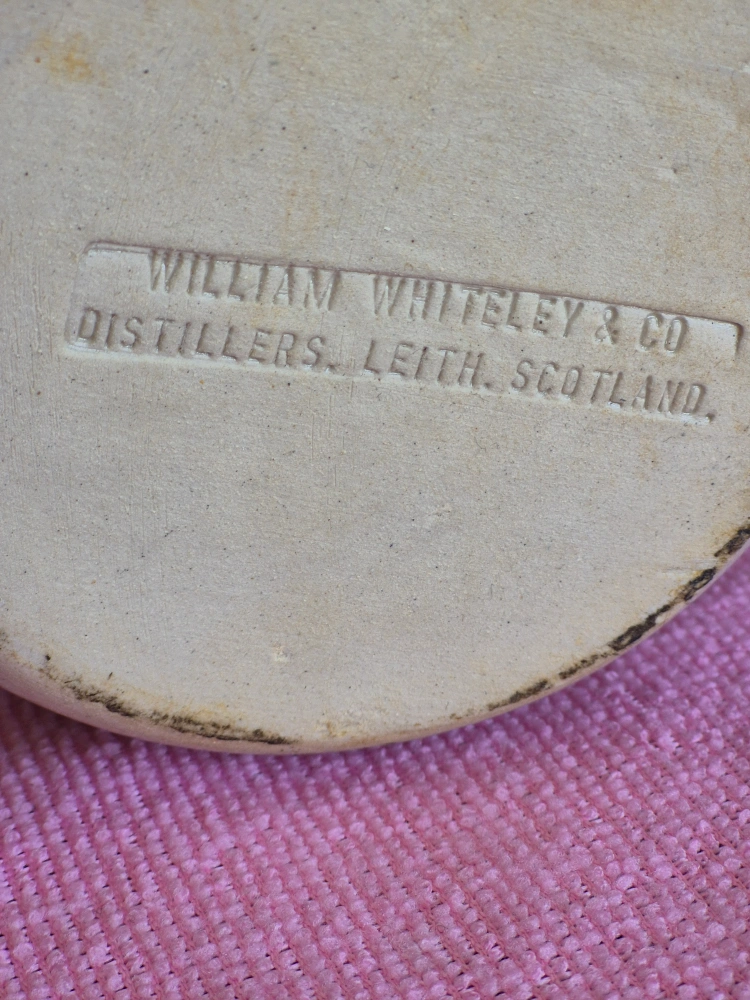 WILLIAM WHITELEY & CO
DISTILLERS. LEITH. SCOTLAND.